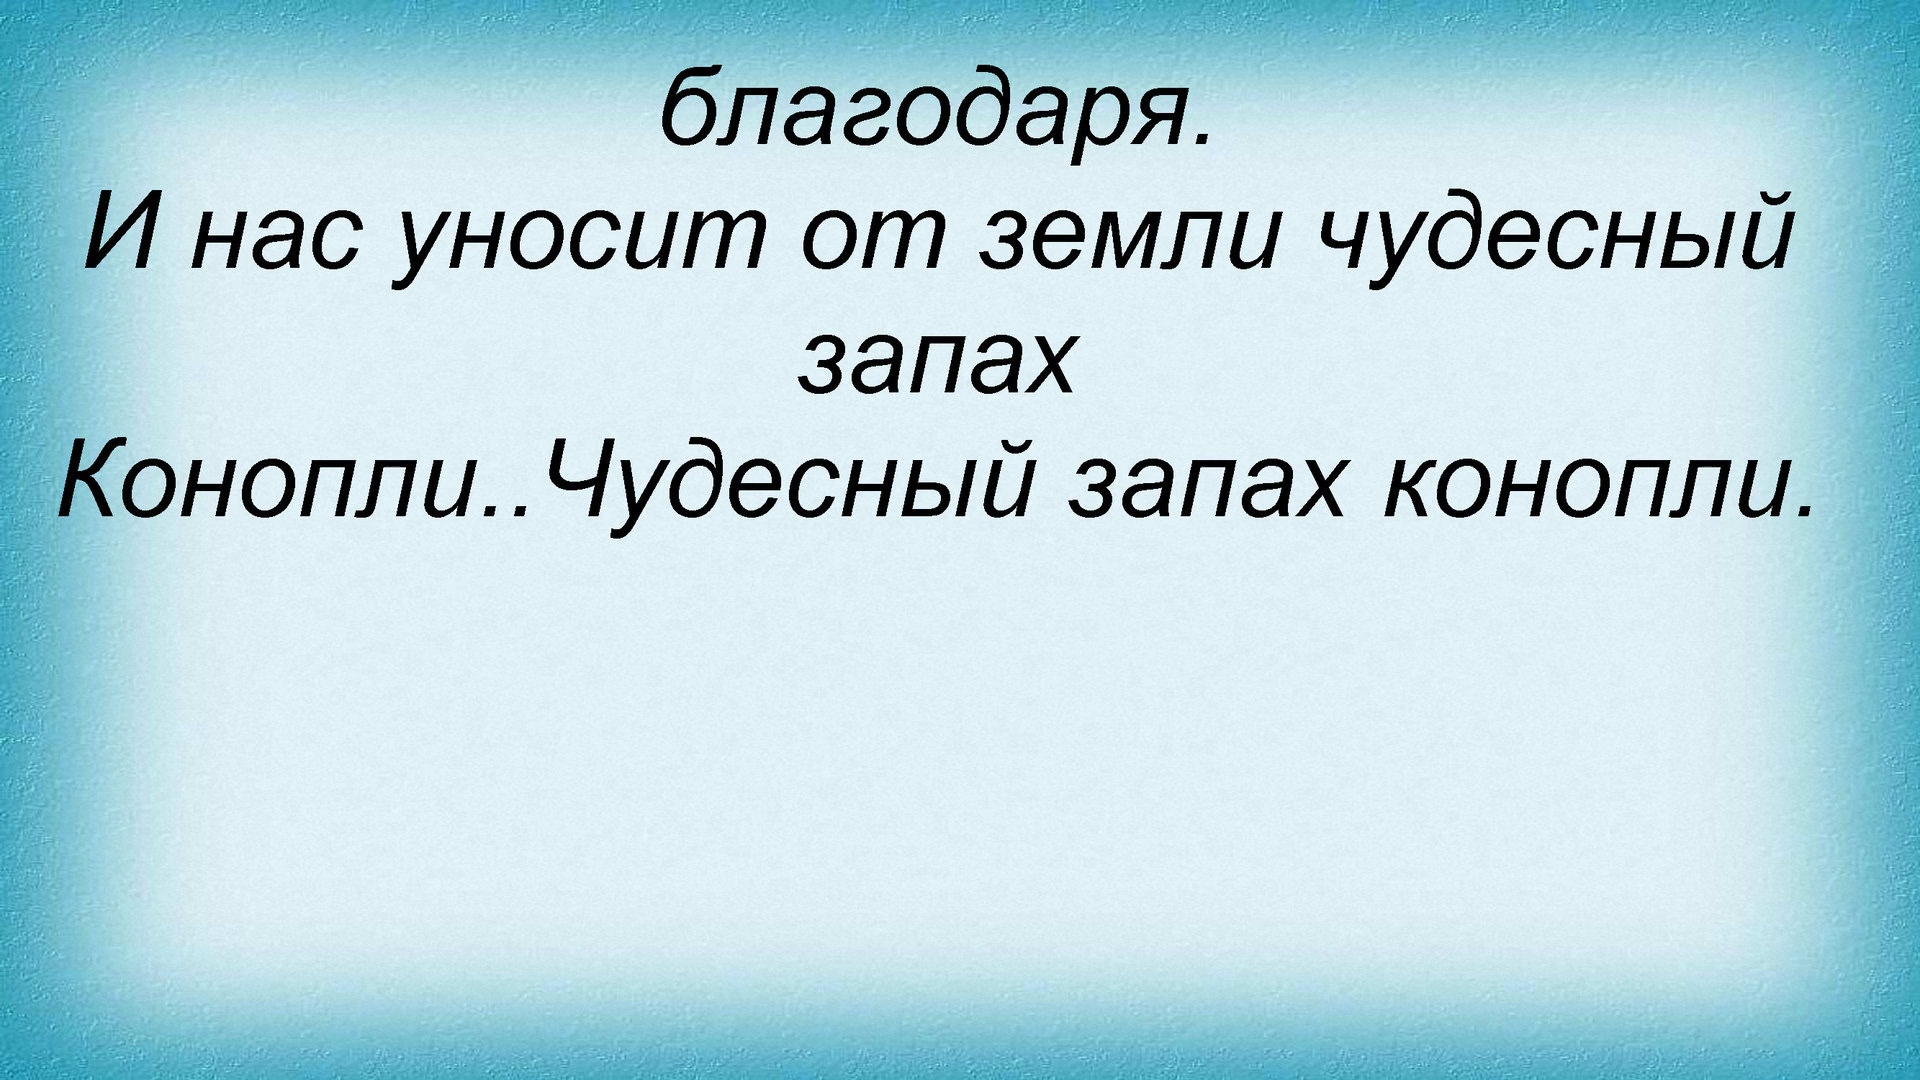 благодаря.
И нас уносит от земли чудесный
запах
Конопли..Чудесный запах конопли.